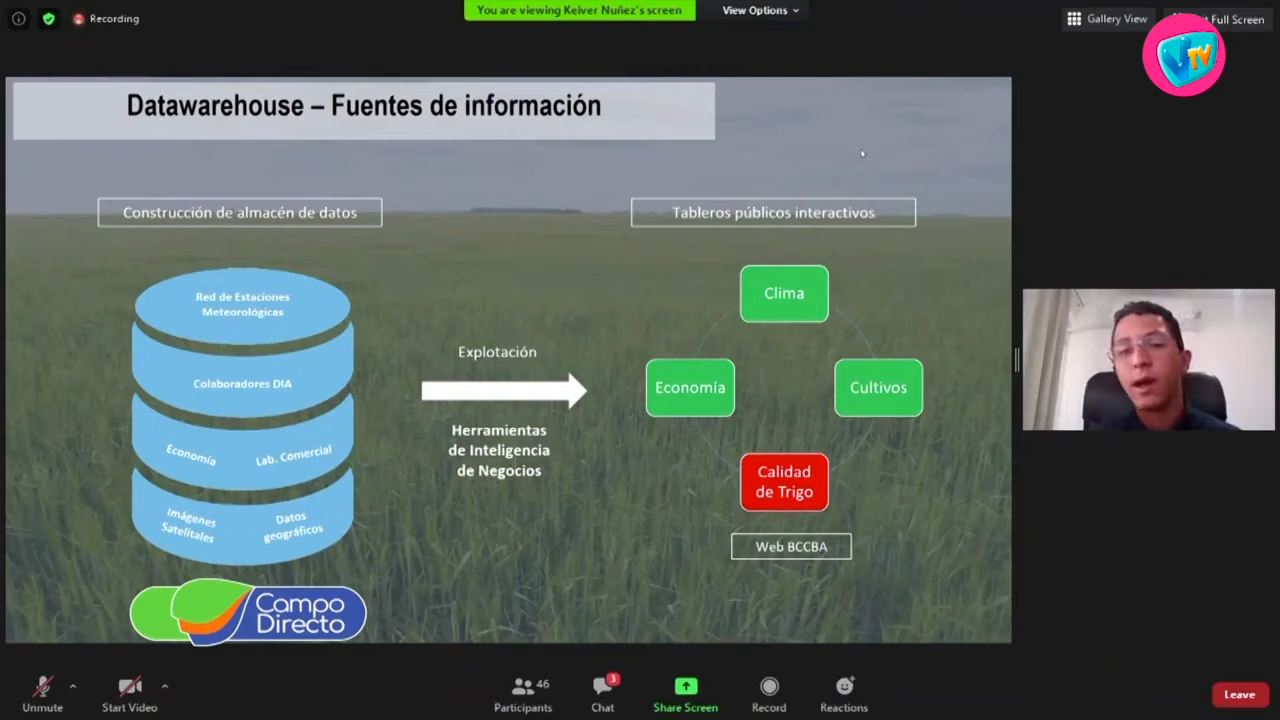 Recording
You are viewing Keiver Nuñez's screen
View Options
Gallery View
Full Screen
V TV
Datawarehouse – Fuentes de información
Construcción de almacén de datos
Tableros públicos interactivos
Red de Estaciones
Meteorológicas
Colaboradores DIA
Economía
Lab. Comercial
Imágenes
Satelitales
Datos
geográficos
Explotación
Herramientas
de Inteligencia
de Negocios
Clima
Economía
Cultivos
Calidad
de Trigo
Web BCCBA
Campo
Directo
Unmute
Start Video
46
Participants
3
Chat
Share Screen
Record
Reactions
Leave